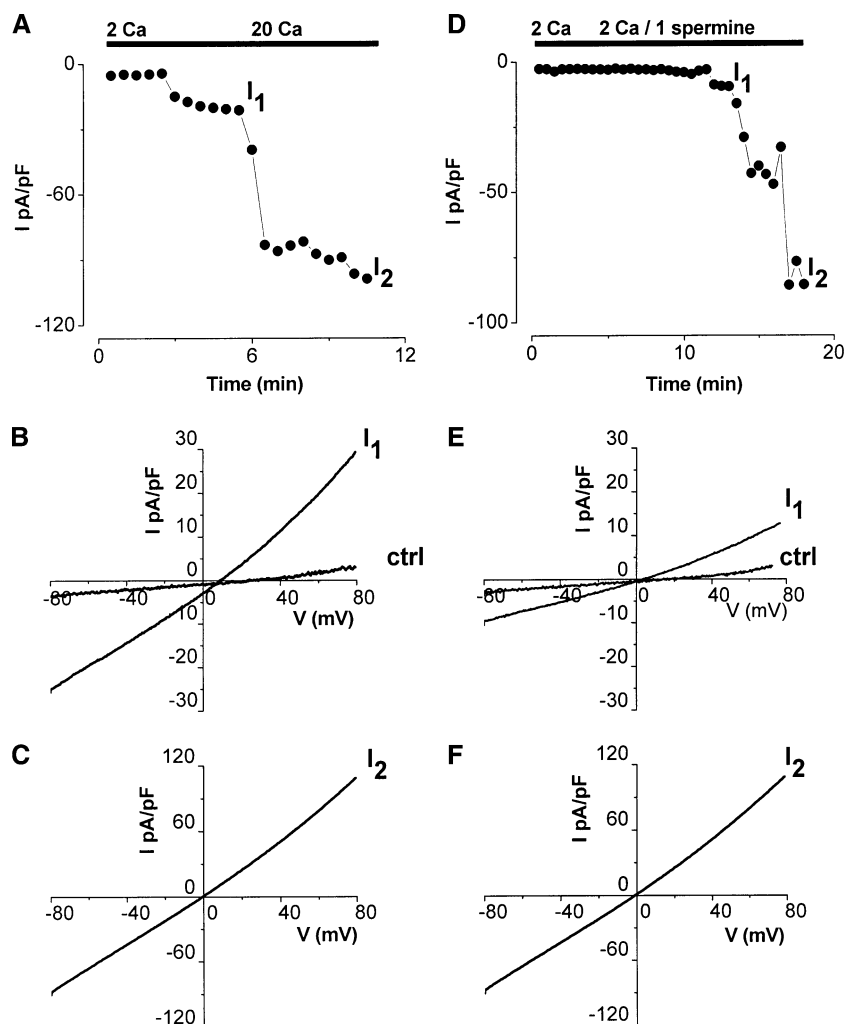 A
2 Ca 20 Ca
0
-60
-120
I pA/pF
I1
I2
0 6 12
Time (min)
D
2 Ca 2 Ca / 1 spermine
0
-50
-100
I pA/pF
I1
I2
0 10 20
Time (min)
B
30
20
10
0
-10
-20
-30
I pA/pF
I1
ctrl
-80 -40 0 40 80
V (mV)
E
30
20
10
0
-10
-20
-30
I pA/pF
I1
ctrl
-80 -40 0 40 80
V (mV)
C
120
60
0
-60
-120
I pA/pF
I2
-80 -40 0 40 80
V (mV)
F
120
60
0
-60
-120
I pA/pF
I2
-80 -40 0 40 80
V (mV)